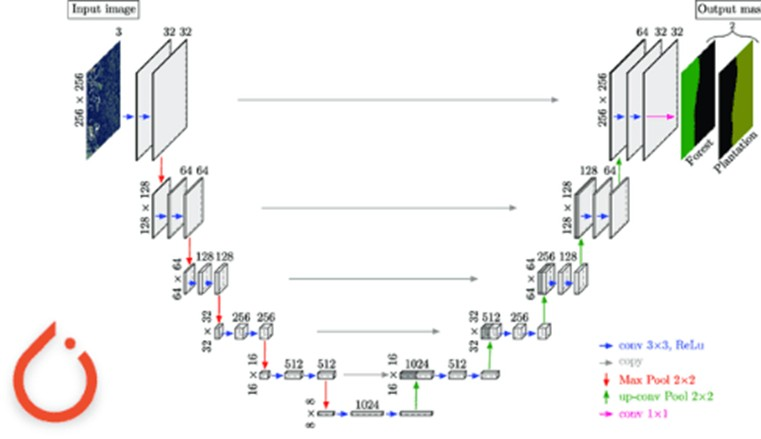 Input image
Output mas
3
32 32
64 32 32
2
256 × 256
256 × 256
Forest
Plantation
64 64
128 64
128 × 128
128 × 128
128 128
256 128
64 × 64
64 × 64
256 256
512 256
32 × 32
32 × 32
512 512
1024 512
16 × 16
16 × 16
1024
8 × 8
conv 3×3, ReLu
copy
Max Pool 2×2
up-conv Pool 2×2
conv 1×1